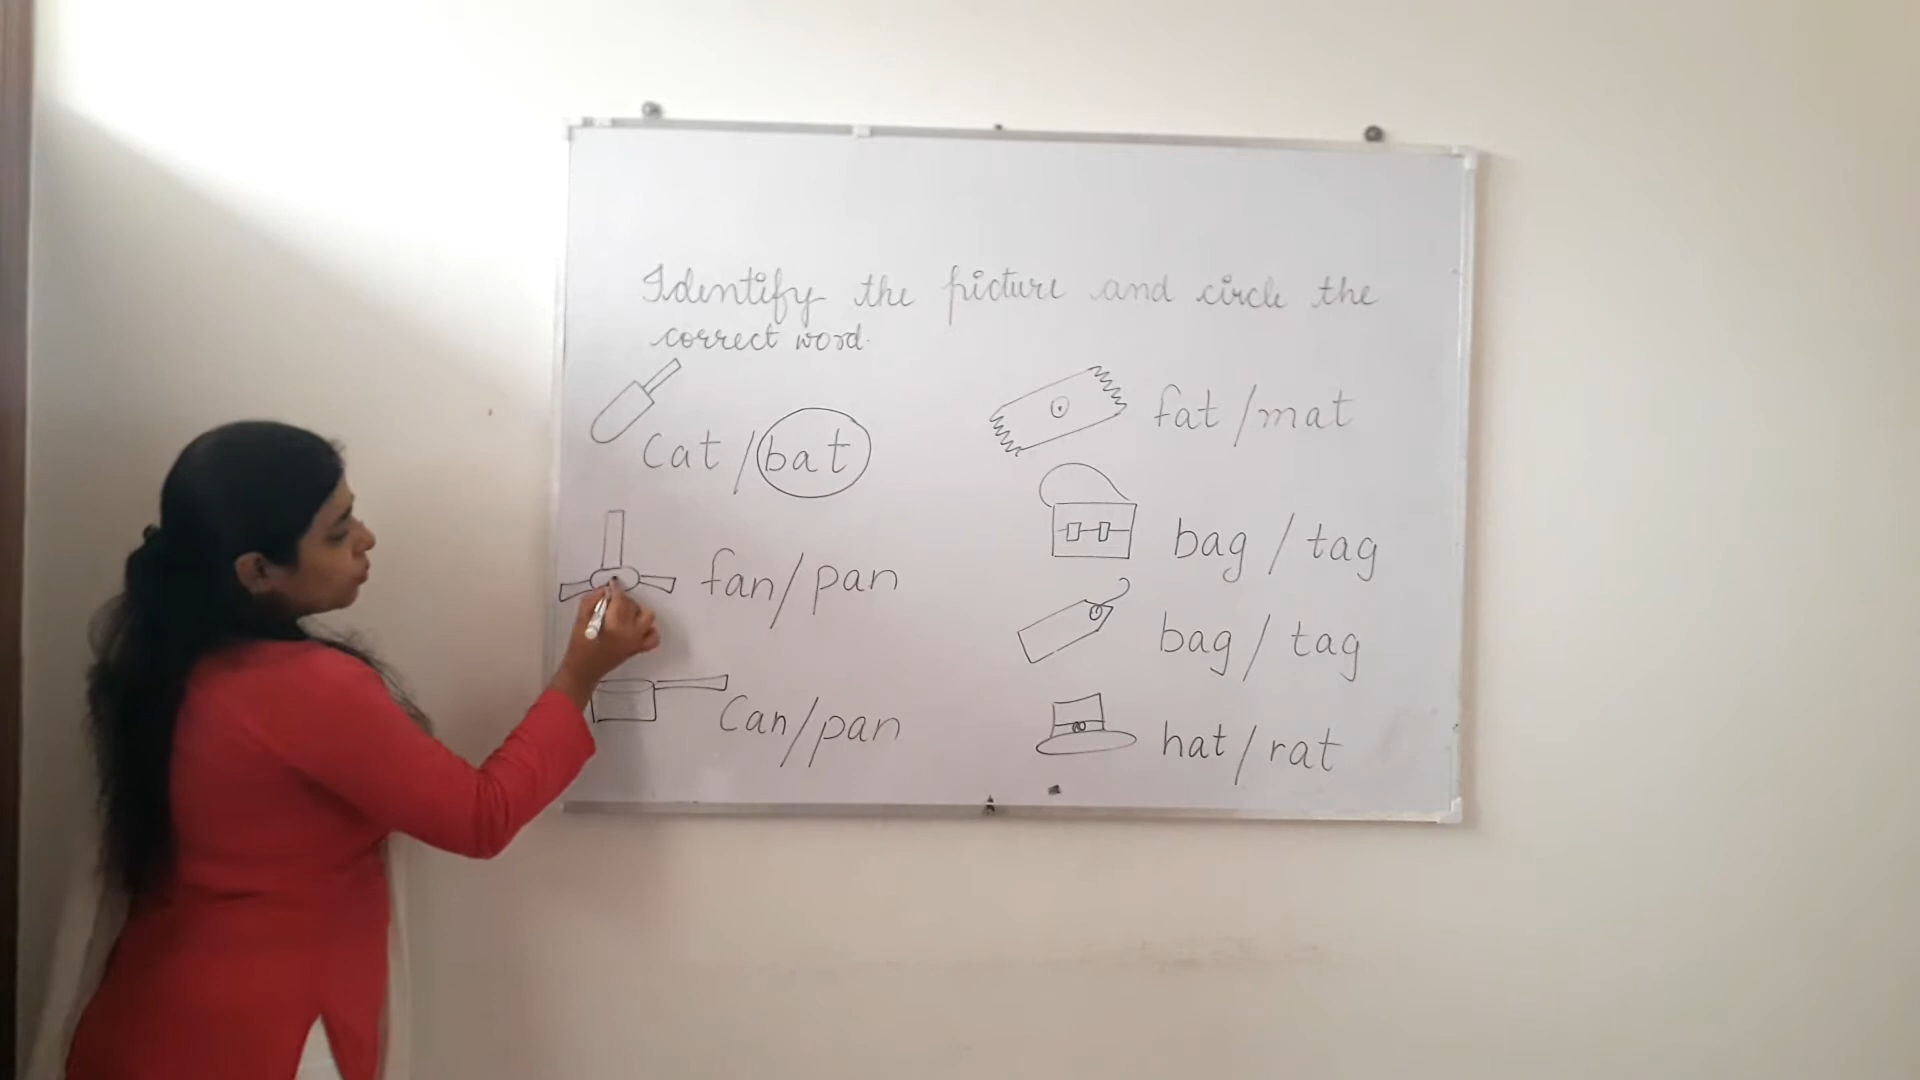 Identify the picture and circle the
correct word.
Cat / bat
fan / pan
Can / pan
fat / mat
bag / tag
bag / tag
hat / rat